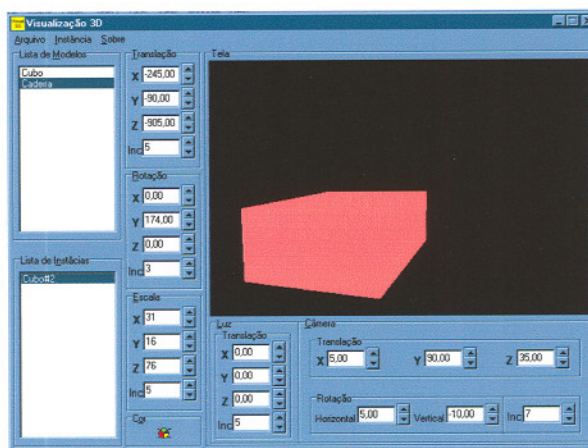 Visualização 3D
Arquivo Instância Sobre
Lista de Modelos
Cubo
Cadeira
Lista de Instâcias
Cubo#2
Translação
X -245,00
Y -90,00
Z -905,00
Inc 5
Rotação
X 0,00
Y 174,00
Z 0,00
Inc 3
Escala
X 31
Y 16
Z 76
Inc 5
Cor
Tela
Luz
Translação
X 0,00
Y 0,00
Z 0,00
Inc 5
Câmera
Translação
X 5,00 Y 90,00 Z 35,00
Rotação
Horizontal 5,00 Vertical -10,00 Inc 7